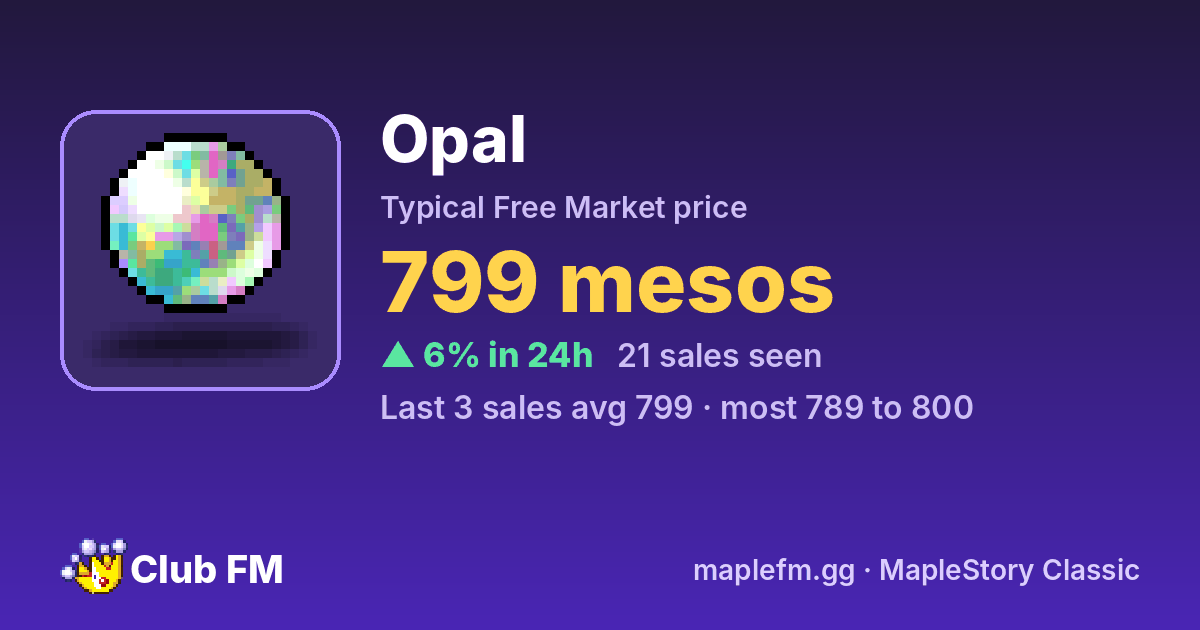 Opal
Typical Free Market price
799 mesos
▲ 6% in 24h 21 sales seen
Last 3 sales avg 799 · most 789 to 800
Club FM
maplefm.gg · MapleStory Classic